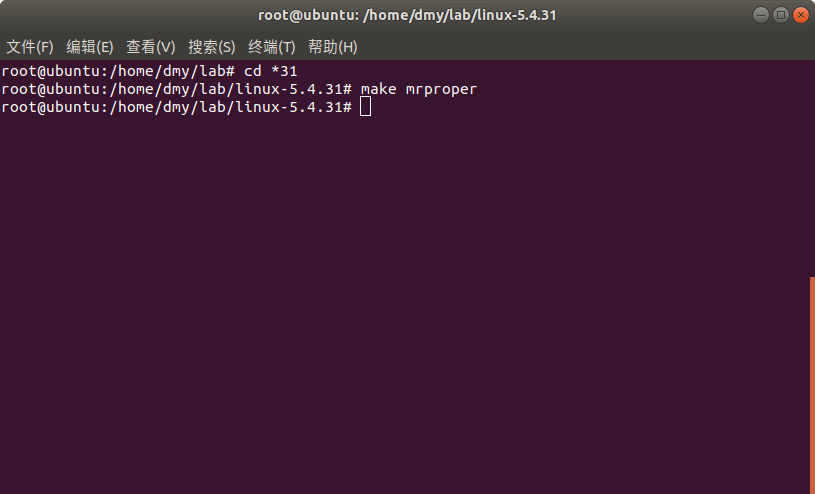 root@ubuntu: /home/dmy/lab/linux-5.4.31
文件(F) 编辑(E) 查看(V) 搜索(S) 终端(T) 帮助(H)
root@ubuntu:/home/dmy/lab# cd *31
root@ubuntu:/home/dmy/lab/linux-5.4.31# make mrproper
root@ubuntu:/home/dmy/lab/linux-5.4.31#